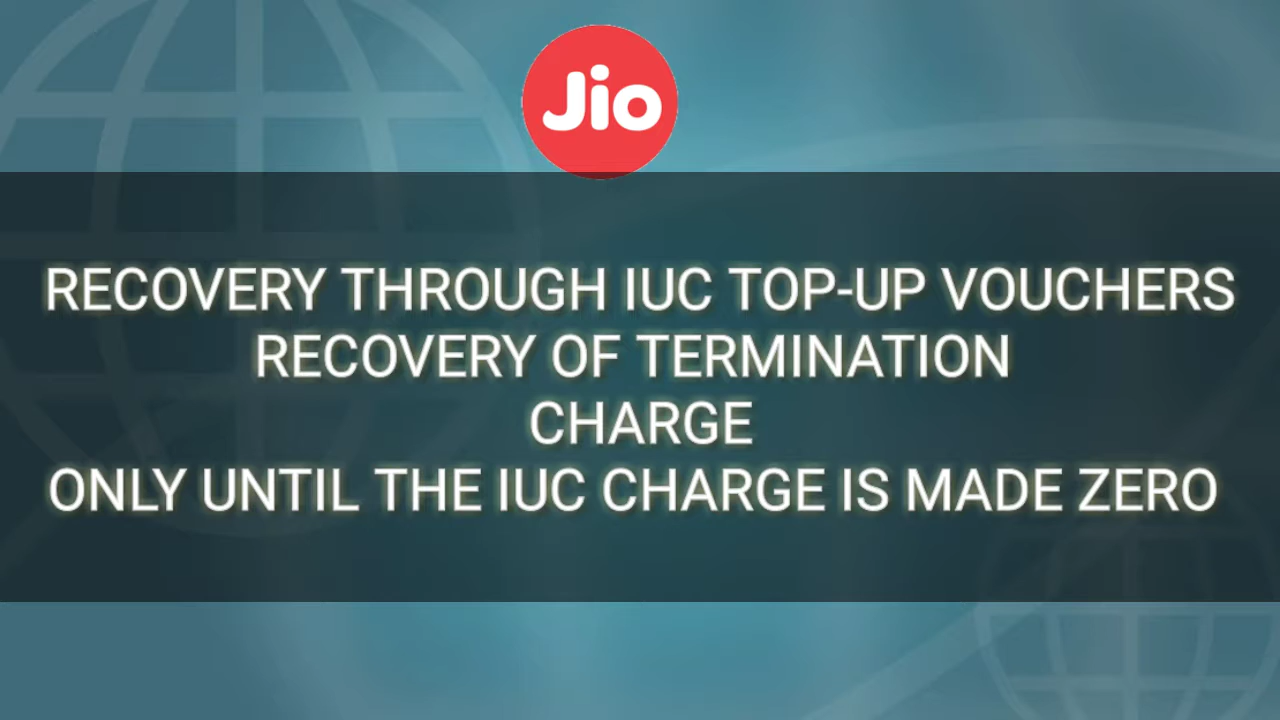 Jio
RECOVERY THROUGH IUC TOP-UP VOUCHERS
RECOVERY OF TERMINATION
CHARGE
ONLY UNTIL THE IUC CHARGE IS MADE ZERO